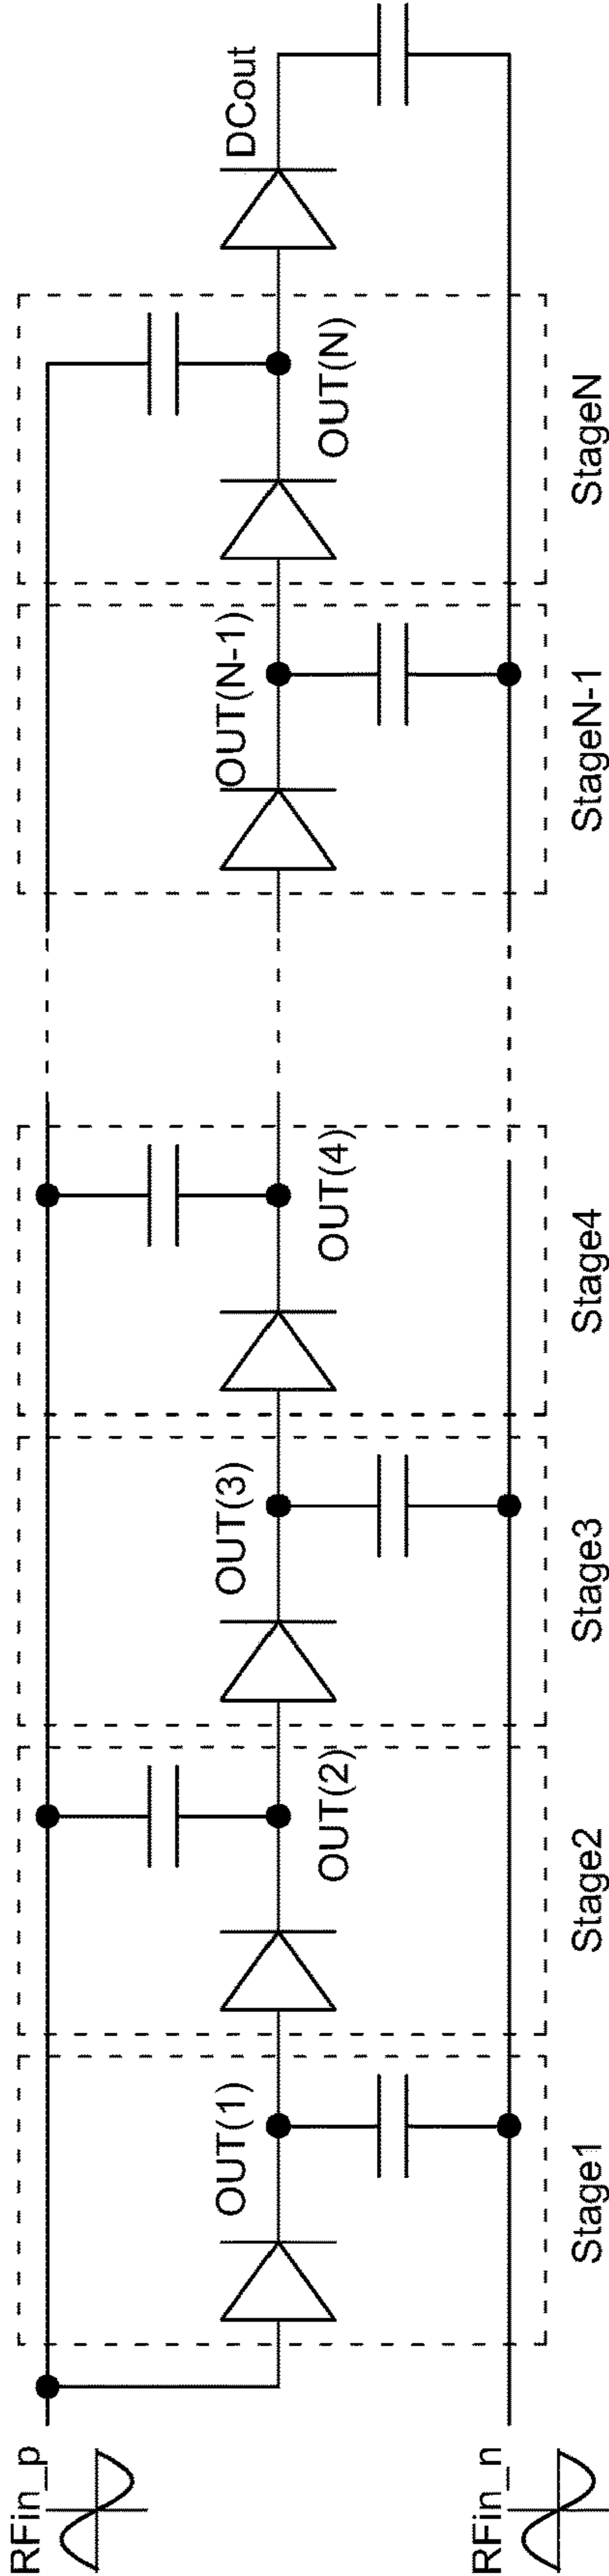 RFin_p
RFin_n
OUT(1)
OUT(2)
OUT(3)
OUT(4)
OUT(N-1)
OUT(N)
DCout
Stage1
Stage2
Stage3
Stage4
StageN-1
StageN